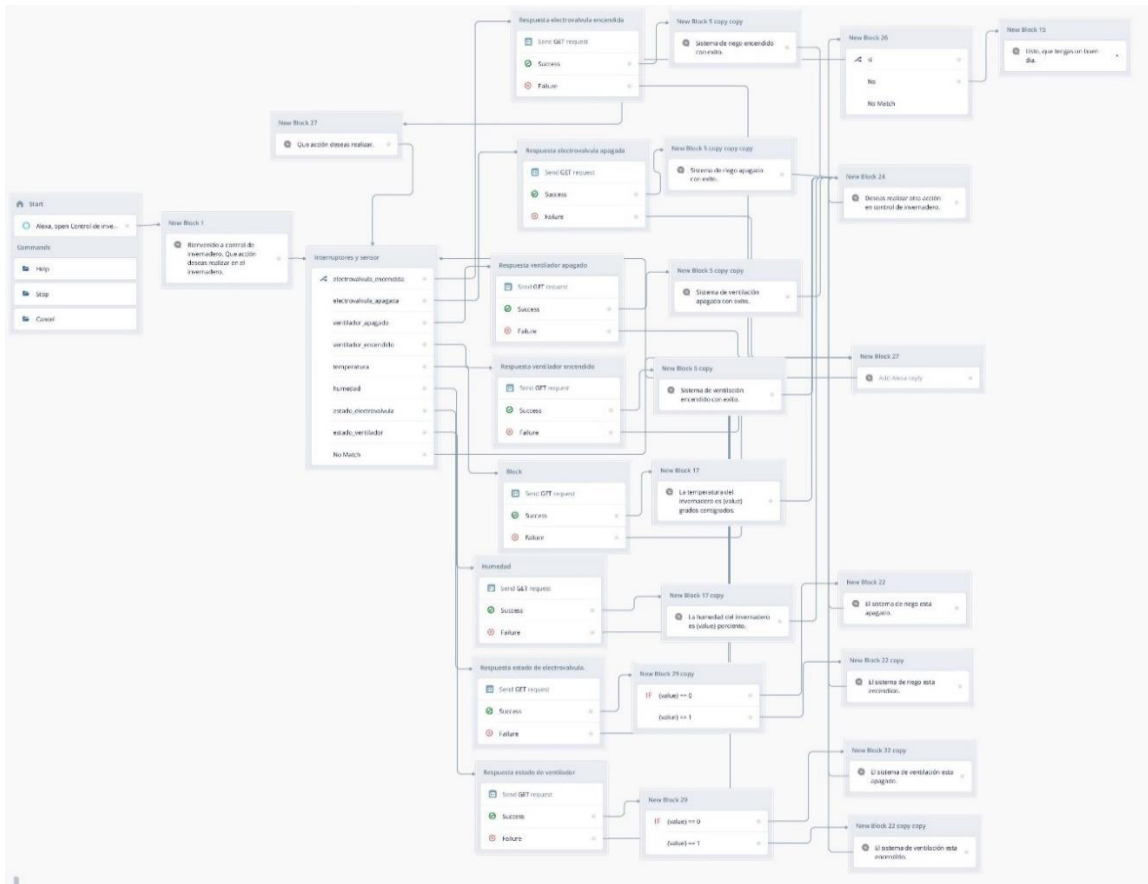 Start
Alexa, open Control de inve...
Commands
Help
Stop
Cancel
New Block 1
Bienvenido a control de
invernadero. Que acción
deseas realizar en el
invernadero.
New Block 27
Que acción deseas realizar.
Interruptores y sensor
electrovalvula_encendida
electrovalvula_apagada
ventilador_apagado
ventilador_encendido
temperatura
humedad
estado_electrovalvula
estado_ventilador
No Match
Respuesta electrovalvula encendida
Send GET request
Success
Failure
Respuesta electrovalvula apagada
Send GET request
Success
Failure
Respuesta ventilador apagado
Send GET request
Success
Failure
Respuesta ventilador encendido
Send GET request
Success
Failure
Block
Send GET request
Success
Failure
Humedad
Send GET request
Success
Failure
Respuesta estado de electrovalvula.
Send GET request
Success
Failure
Respuesta estado de ventilador
Send GET request
Success
Failure
New Block 5 copy copy
Sistema de riego encendido
con exito.
New Block 5 copy copy copy
Sistema de riego apagado
con exito.
New Block 5 copy copy
Sistema de ventilación
apagado con exito.
New Block 5 copy
Sistema de ventilación
encendido con exito.
New Block 17
La temperatura del
invernadero es {value}
grados centigrados.
New Block 17 copy
La humedad del invernadero
es {value} porciento.
New Block 29 copy
IF {value} == 0
{value} == 1
New Block 29
IF {value} == 0
{value} == 1
New Block 26
si
No
No Match
New Block 15
Listo, que tengas un buen
dia.
New Block 24
Deseas realizar otra acción
en control de invernadero.
New Block 27
Add Alexa reply
New Block 22
El sistema de riego esta
apagado.
New Block 22 copy
El sistema de riego esta
New Block 22 copy
El sistema de ventilación esta
apagado.
New Block 22 copy copy
El sistema de ventilación esta
encendido.